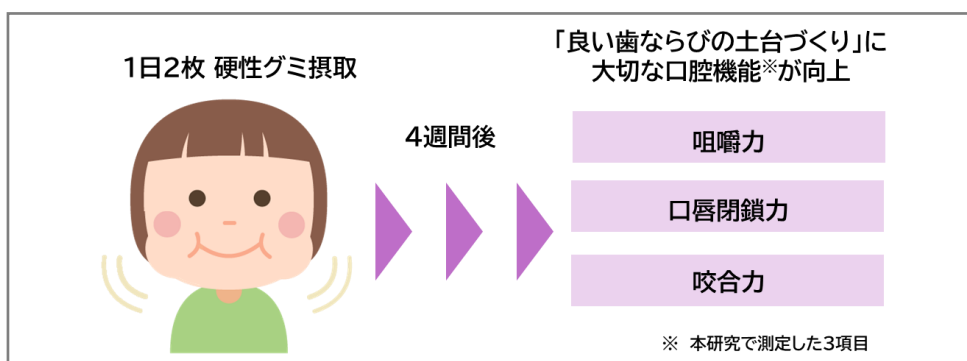 1日2枚 硬性グミ摂取
4週間後
「良い歯ならびの土台づくり」に
大切な口腔機能※が向上
咀嚼力
口唇閉鎖力
咬合力
※ 本研究で測定した3項目